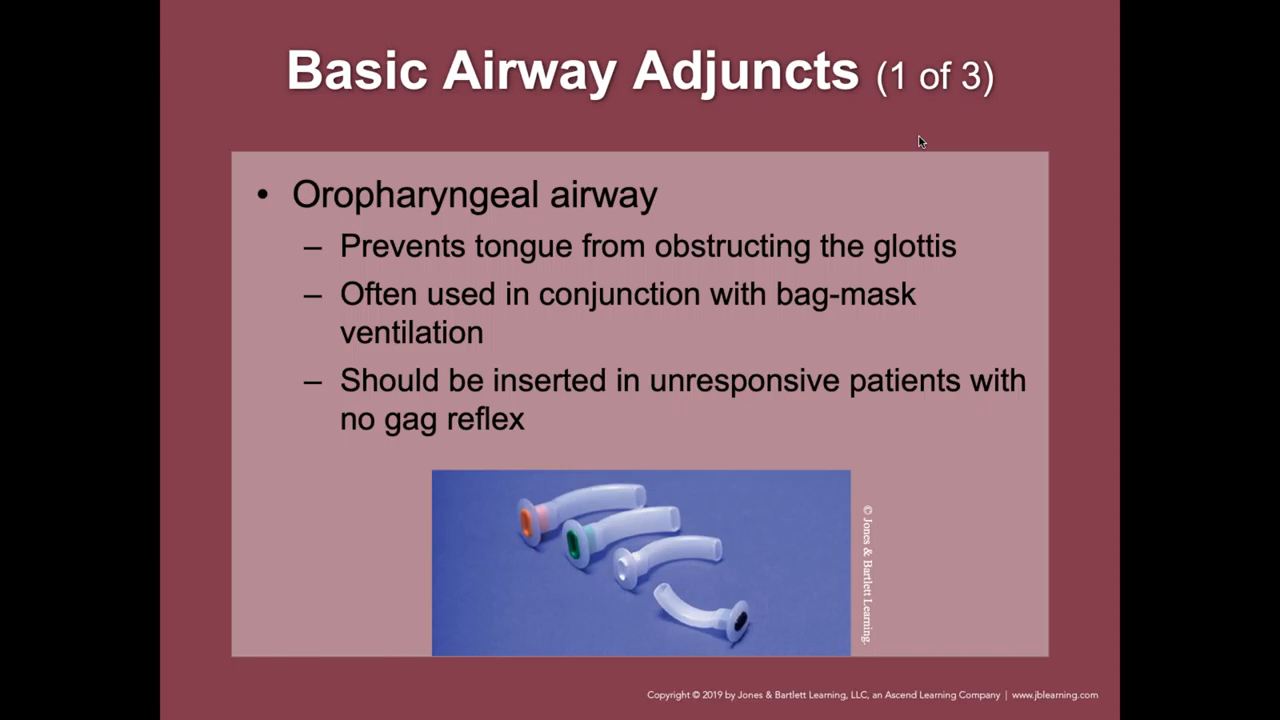 Basic Airway Adjuncts (1 of 3)
• Oropharyngeal airway
– Prevents tongue from obstructing the glottis
– Often used in conjunction with bag-mask
ventilation
– Should be inserted in unresponsive patients with
no gag reflex
© Jones & Bartlett Learning.
Copyright © 2019 by Jones & Bartlett Learning, LLC, an Ascend Learning Company | www.jblearning.com